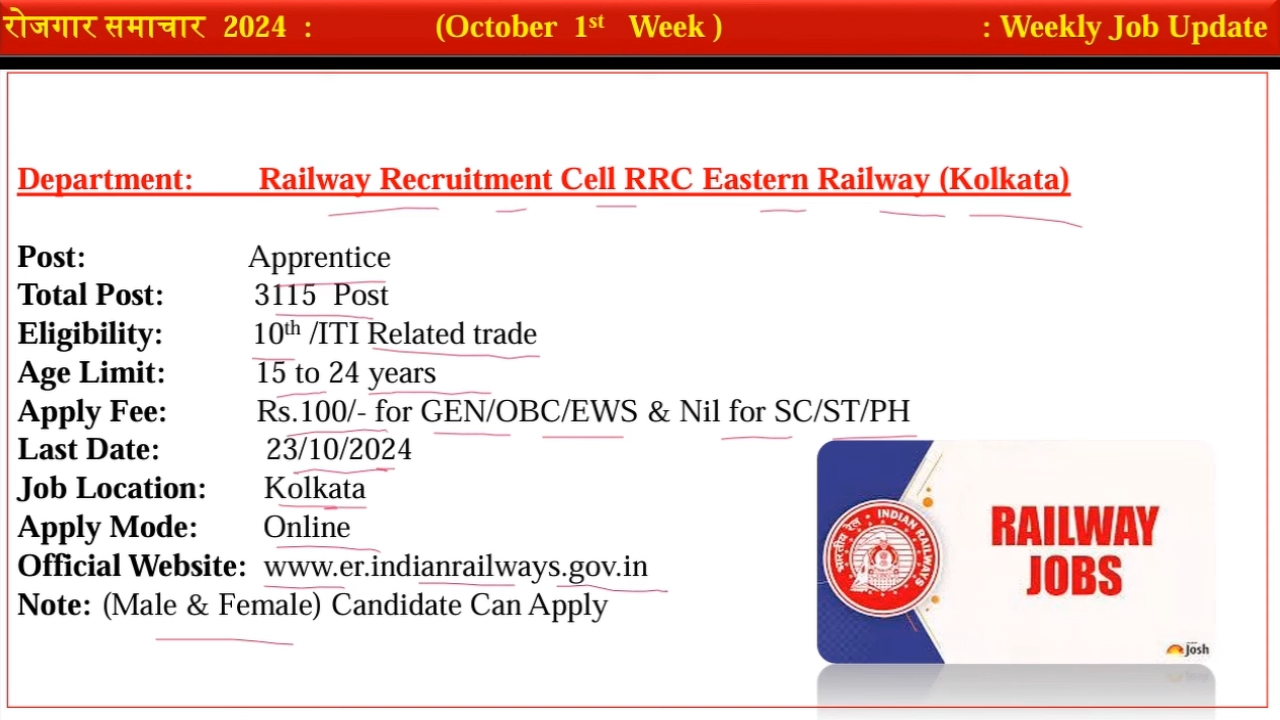 रोजगार समाचार 2024 : (October 1st Week ) : Weekly Job Update
Department: Railway Recruitment Cell RRC Eastern Railway (Kolkata)
Post: Apprentice
Total Post: 3115 Post
Eligibility: 10th /ITI Related trade
Age Limit: 15 to 24 years
Apply Fee: Rs.100/- for GEN/OBC/EWS & Nil for SC/ST/PH
Last Date: 23/10/2024
Job Location: Kolkata
Apply Mode: Online
Official Website: www.er.indianrailways.gov.in
Note: (Male & Female) Candidate Can Apply
भारतीय रेल INDIAN RAILWAYS
RAILWAY
JOBS
Josh